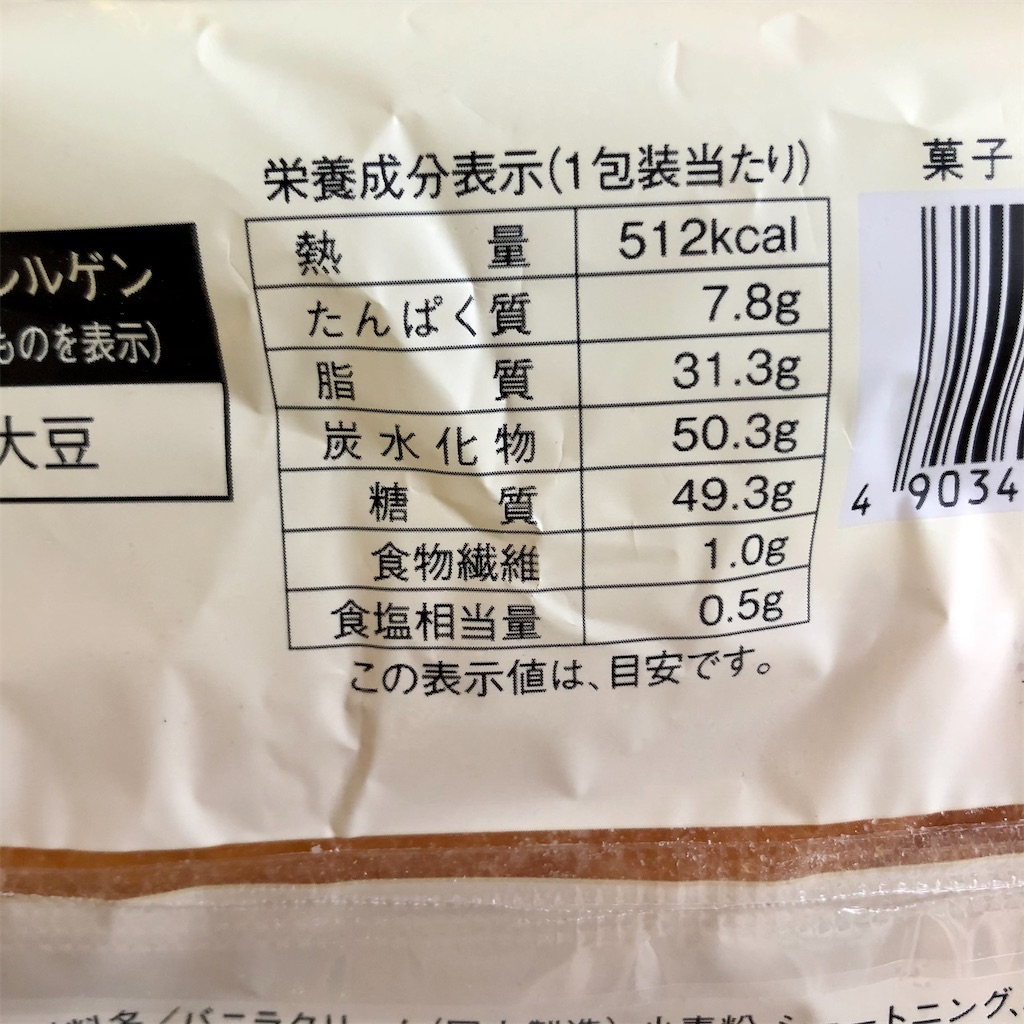 栄養成分表示(1包装当たり)
熱量 512kcal
たんぱく質 7.8g
脂質 31.3g
炭水化物 50.3g
糖質 49.3g
食物繊維 1.0g
食塩相当量 0.5g
この表示値は、目安です。
レルゲン
ものを表示)
大豆
菓子
4 9034